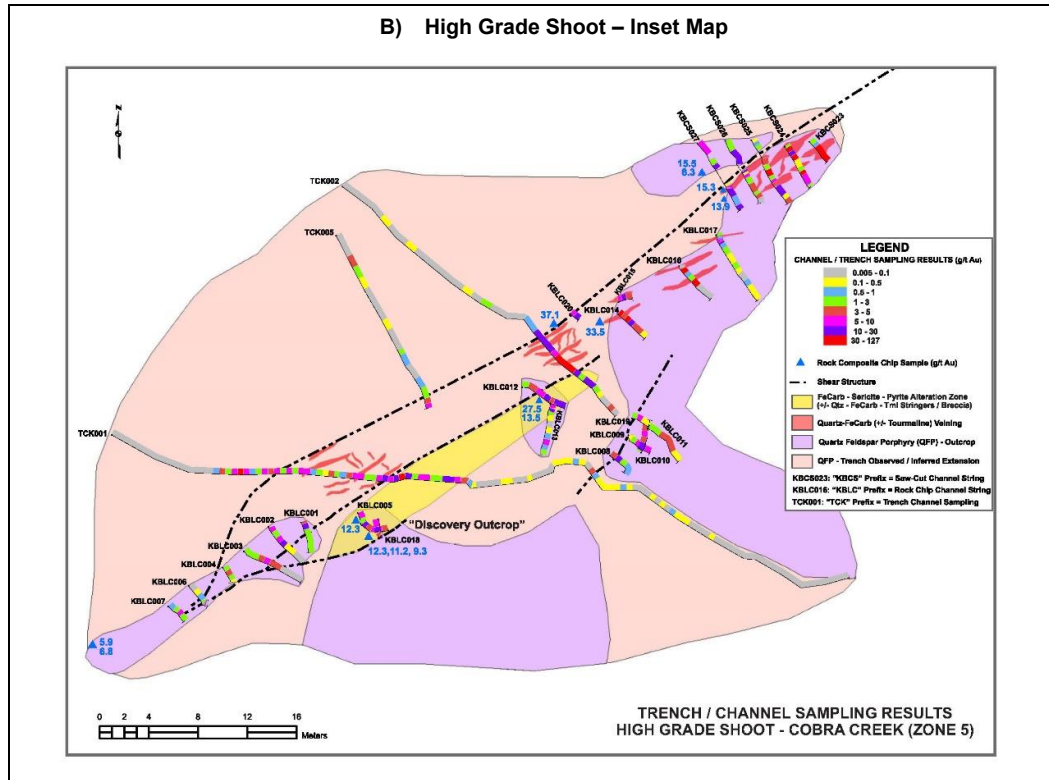 B) High Grade Shoot – Inset Map
N
TCK002
TCK005
TCK001
KBCS027
KBCS026
KBCS025
KBCS024
KBCS023
15.5
6.3
15.3
13.9
KBLC017
KBLC016
KBLC015
KBLC020
37.1
KBLC014
33.5
KBLC012
27.5
13.5
KBLC013
KBLC019
KBLC009
KBLC008
KBLC011
KBLC010
KBLC005
12.3
"Discovery Outcrop"
KBLC018
12.3,11.2, 9.3
KBLC001
KBLC002
KBLC003
KBLC004
KBLC006
KBLC007
5.9
6.8
LEGEND
CHANNEL / TRENCH SAMPLING RESULTS (g/t Au)
0.005 - 0.1
0.1 - 0.5
0.5 - 1
1 - 3
3 - 5
5 - 10
10 - 30
30 - 127
Rock Composite Chip Sample (g/t Au)
Shear Structure
FeCarb - Sericite - Pyrite Alteration Zone
(+/- Qtz - FeCarb - Tml Stringers / Breccia)
Quartz-FeCarb (+/- Tourmaline) Veining
Quartz Feldspar Porphyry (QFP) - Outcrop
QFP - Trench Observed / Inferred Extension
KBCS023: "KBCS" Prefix = Saw-Cut Channel String
KBLC016: "KBLC" Prefix = Rock Chip Channel String
TCK001: "TCK" Prefix = Trench Channel Sampling
0 2 4 8 12 16
Meters
TRENCH / CHANNEL SAMPLING RESULTS
HIGH GRADE SHOOT - COBRA CREEK (ZONE 5)